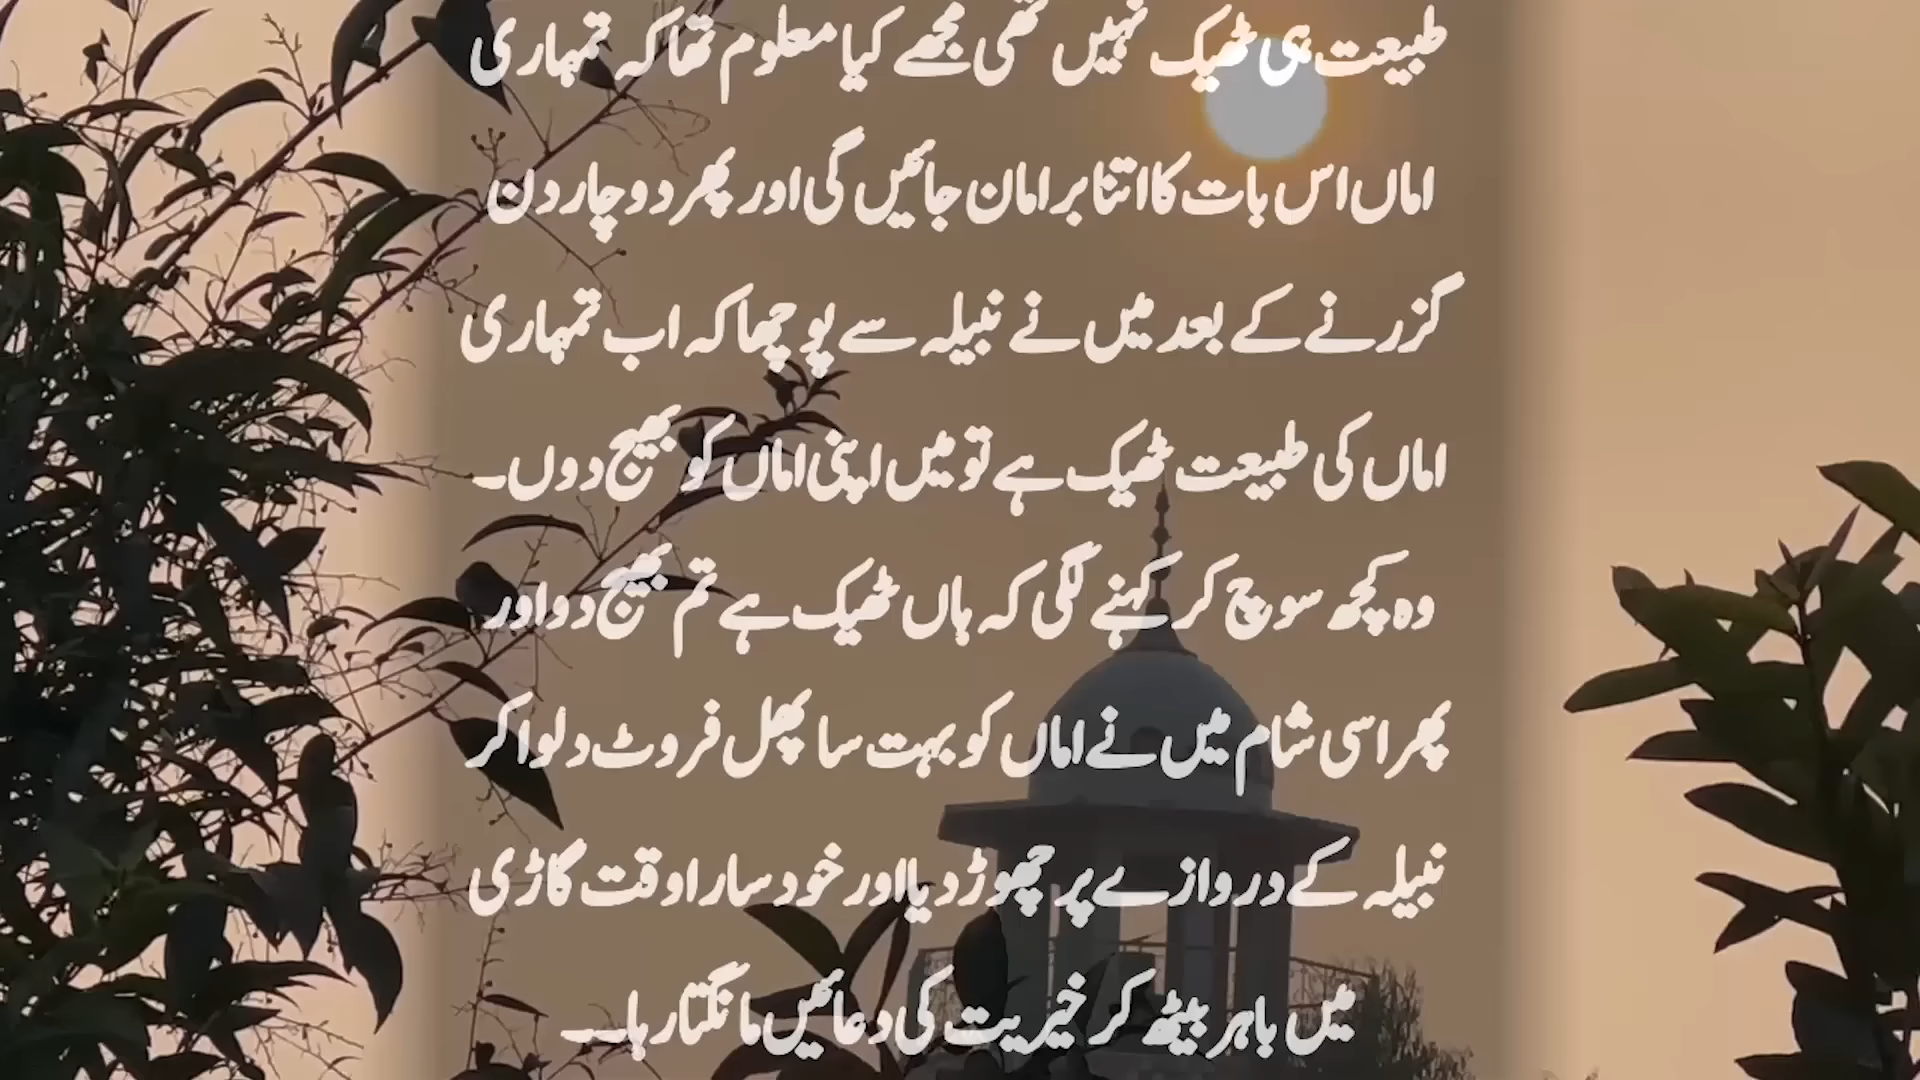 طبیعت ہی ٹھیک نہیں تھی مجھے کیا معلوم تھا کہ تمہاری
اماں اس بات کا اتنا برا مان جائیں گی اور پھر دو چار دن
گزرنے کے بعد میں نے نبیلہ سے پوچھا کہ اب تمہاری
اماں کی طبیعت ٹھیک ہے تو میں اپنی اماں کو بھیج دوں۔
وہ کچھ سوچ کر کہنے لگی کہ ہاں ٹھیک ہے تم بھیج دو اور
پھر اسی شام میں نے اماں کو بہت سا پھل فروٹ دلوا کر
نبیلہ کے دروازے پر چھوڑ دیا اور خود سارا وقت گاڑی
میں باہر بیٹھ کر خیریت کی دعائیں مانگتا رہا۔۔